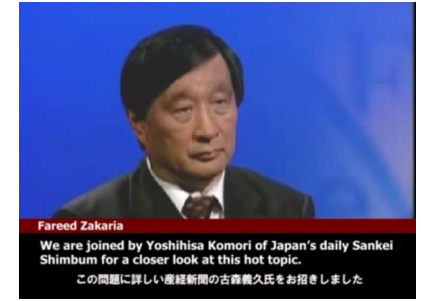 Fareed Zakaria
We are joined by Yoshihisa Komori of Japan's daily Sankei
Shimbum for a closer look at this hot topic.
この問題に詳しい産経新聞の古森義久氏をお招きしました